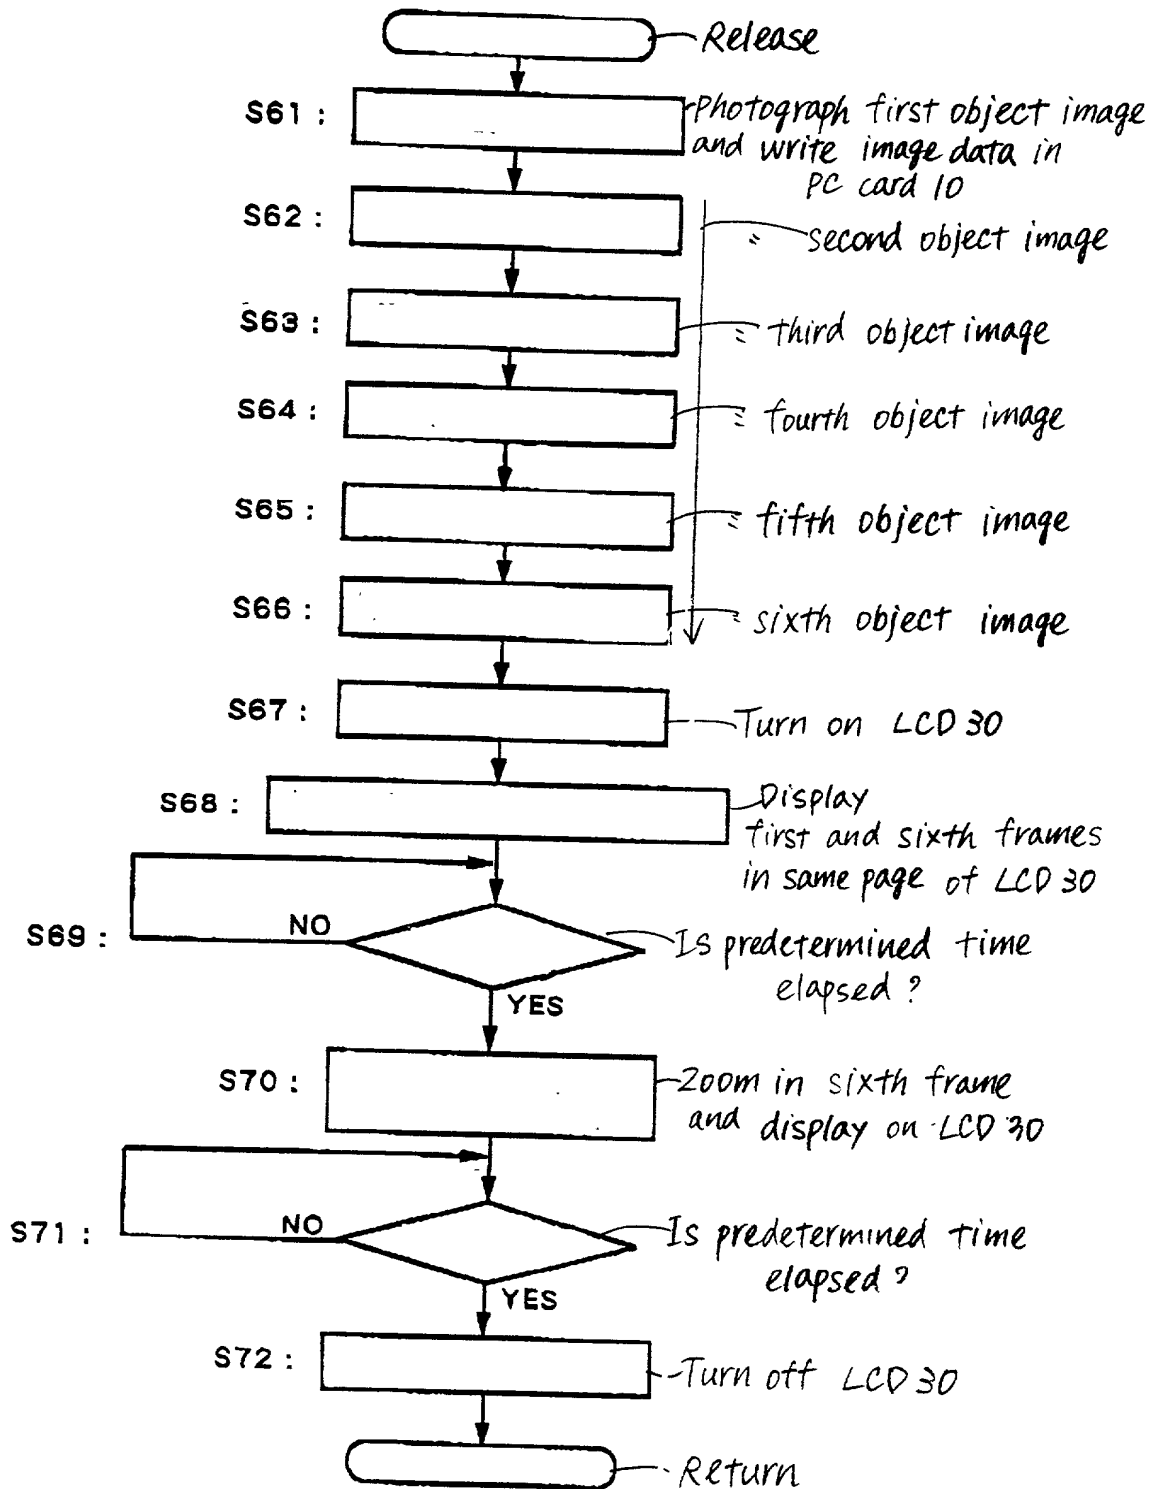 Release
S61 :
Photograph first object image
and write image data in
PC card 10
S62 :
〃 second object image
S63 :
〃 third object image
S64 :
〃 fourth object image
S65 :
〃 fifth object image
S66 :
〃 sixth object image
S67 :
Turn on LCD 30
S68 :
Display
first and sixth frames
in same page of LCD 30
S69 :
NO
Is predetermined time
elapsed ?
YES
S70 :
Zoom in sixth frame
and display on LCD 30
S71 :
NO
Is predetermined time
elapsed ?
YES
S72 :
Turn off LCD 30
Return